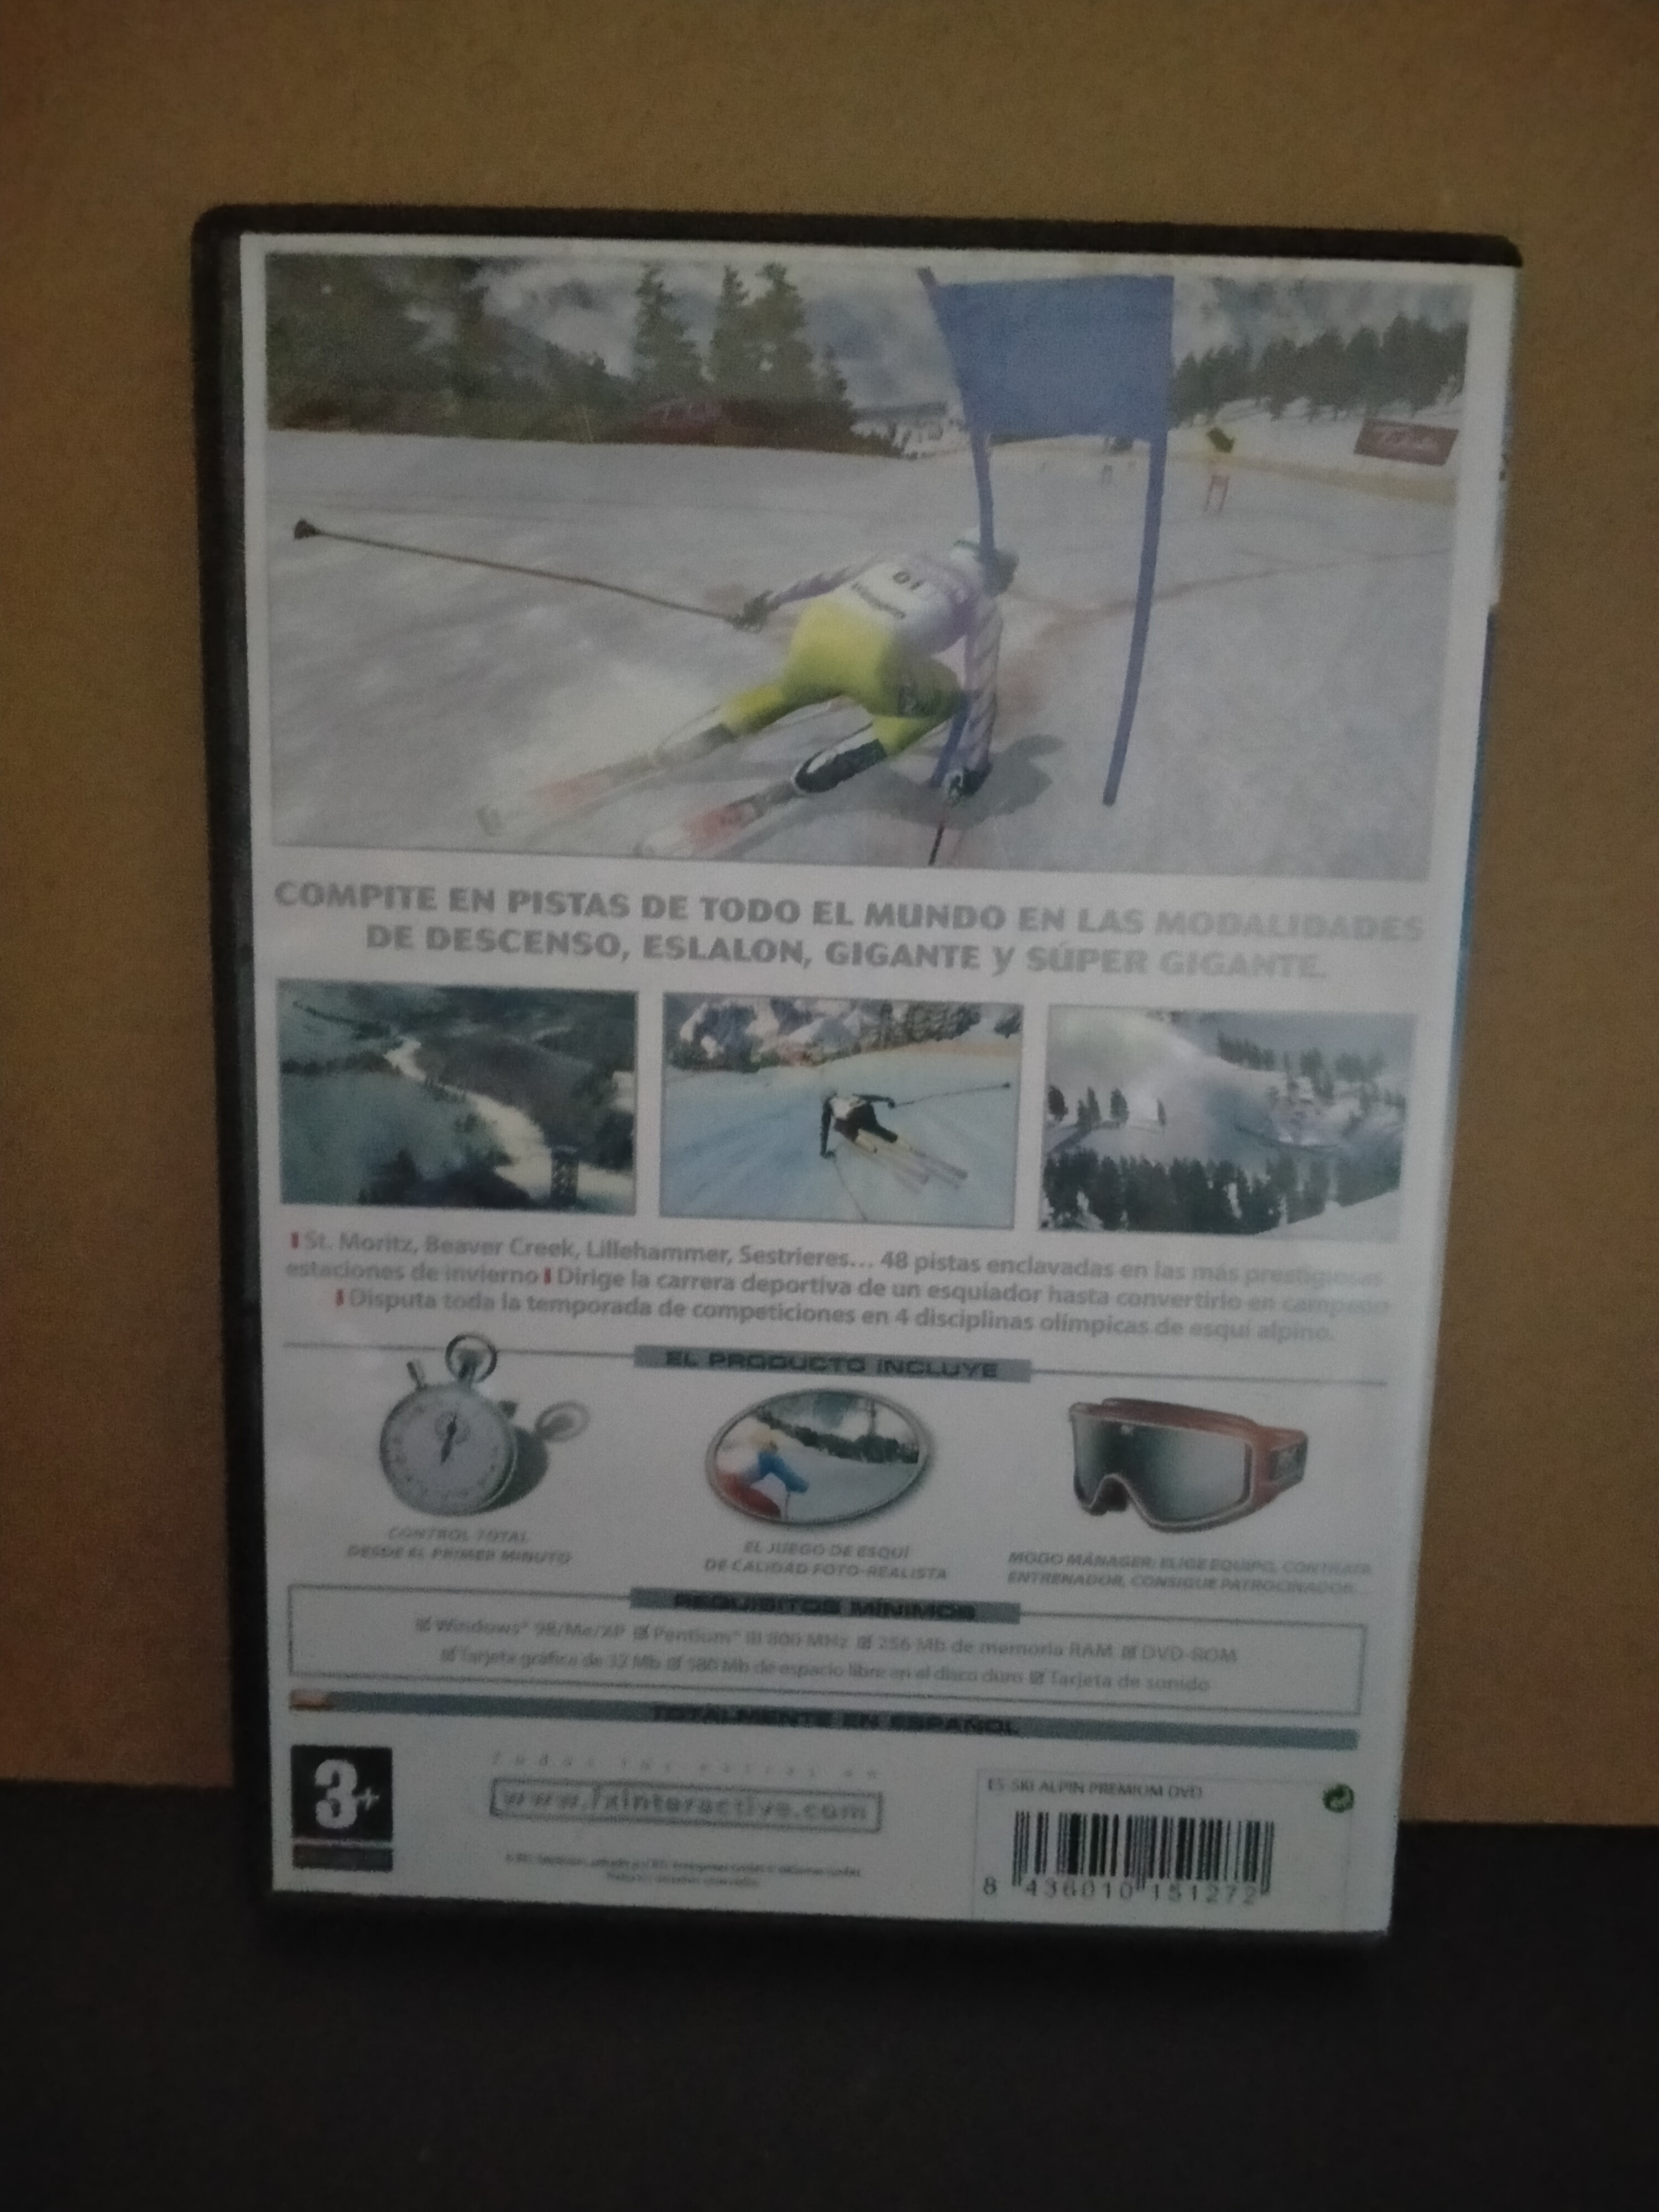 01
COMPITE EN PISTAS DE TODO EL MUNDO EN LAS MODALIDADES
DE DESCENSO, ESLALON, GIGANTE y SÚPER GIGANTE.
St. Moritz, Beaver Creek, Lillehammer, Sestrieres... 48 pistas enclavadas en las más prestigiosas
estaciones de invierno Dirige la carrera deportiva de un esquiador hasta convertirlo en campeón
Disputa toda la temporada de competiciones en 4 disciplinas olímpicas de esquí alpino.
EL PRODUCTO INCLUYE
CONTROL TOTAL
DESDE EL PRIMER MINUTO
EL JUEGO DE ESQUÍ
DE CALIDAD FOTO-REALISTA
MODO MÁNAGER: ELIGE EQUIPO, CONTRATA
ENTRENADOR, CONSIGUE PATROCINADOR...
REQUISITOS MÍNIMOS
Windows® 98/Me/XP Pentium® III 800 MHz 256 Mb de memoria RAM DVD-ROM
Tarjeta gráfica de 32 Mb 580 Mb de espacio libre en el disco duro Tarjeta de sonido
TOTALMENTE EN ESPAÑOL
3+
www.fxinteractive.com
ES-SKI ALPIN PREMIUM DVD
8 436010 151272